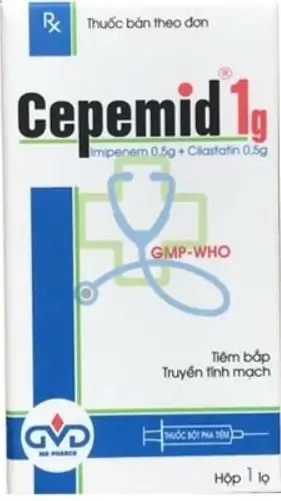 Rx
Thuốc bán theo đơn
Cepemid® 1g
Imipenem 0,5g + Cilastatin 0,5g
GMP-WHO
Tiêm bắp
Truyền tĩnh mạch
MD PHARCO
THUỐC BỘT PHA TIÊM
Hộp 1 lọ